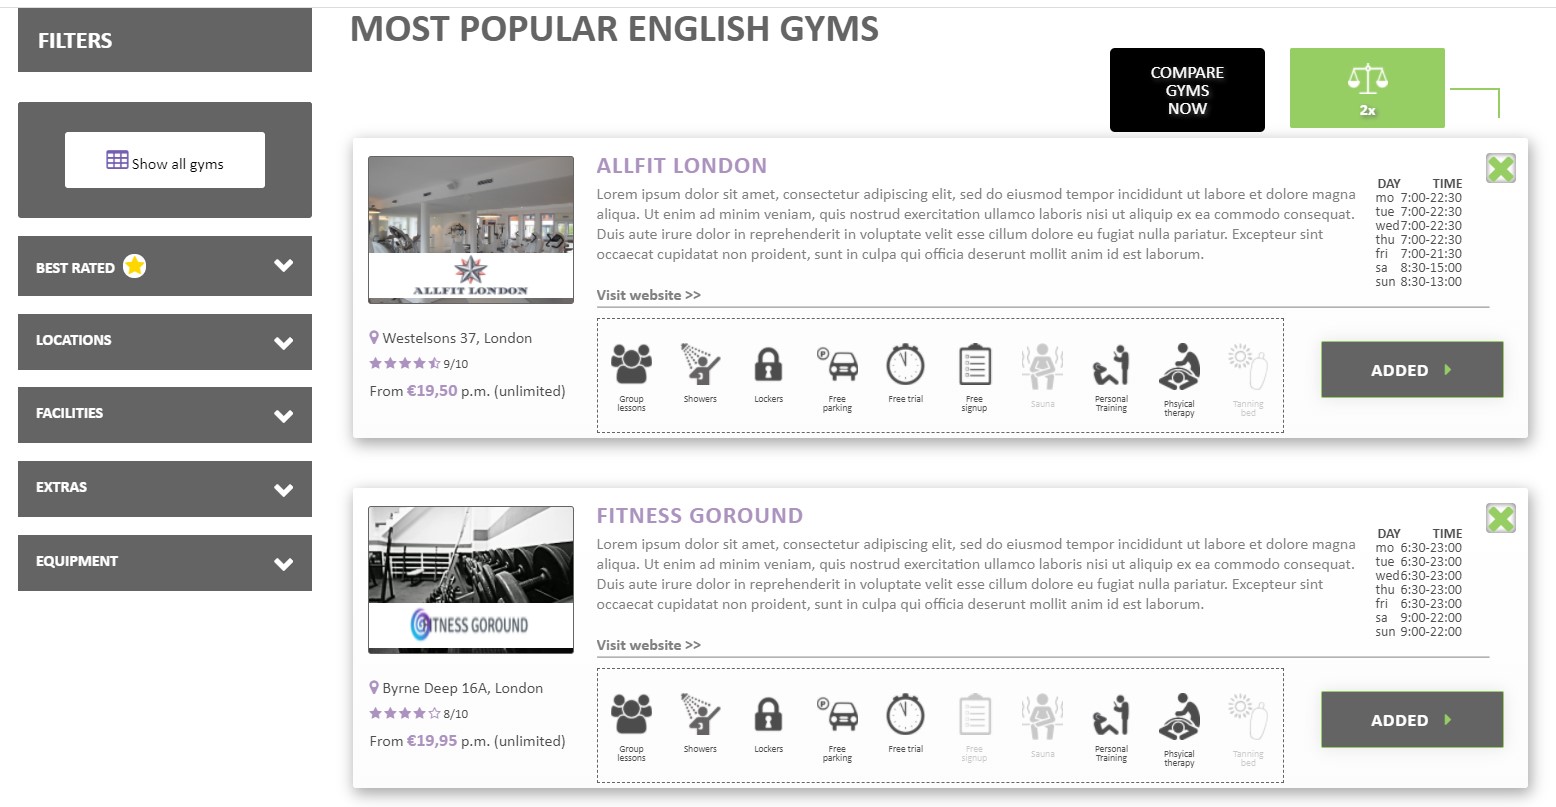 FILTERS
MOST POPULAR ENGLISH GYMS
COMPARE
GYMS
NOW
2x
Show all gyms
BEST RATED
LOCATIONS
FACILITIES
EXTRAS
EQUIPMENT
ALLFIT LONDON
ALLFIT LONDON
Lorem ipsum dolor sit amet, consectetur adipiscing elit, sed do eiusmod tempor incididunt ut labore et dolore magna
aliqua. Ut enim ad minim veniam, quis nostrud exercitation ullamco laboris nisi ut aliquip ex ea commodo consequat.
Duis aute irure dolor in reprehenderit in voluptate velit esse cillum dolore eu fugiat nulla pariatur. Excepteur sint
occaecat cupidatat non proident, sunt in culpa qui officia deserunt mollit anim id est laborum.
Visit website >>
DAY TIME
mo 7:00-22:30
tue 7:00-22:30
wed 7:00-22:30
thu 7:00-22:30
fri 7:00-21:30
sa 8:30-15:00
sun 8:30-13:00
Westelsons 37, London
9/10
From €19,50 p.m. (unlimited)
Group
lessons
Showers
Lockers
P
Free
parking
Free trial
Free
signup
Sauna
Personal
Training
Phsyical
therapy
Tanning
bed
ADDED
FITNESS GOROUND
FITNESS GOROUND
Lorem ipsum dolor sit amet, consectetur adipiscing elit, sed do eiusmod tempor incididunt ut labore et dolore magna
aliqua. Ut enim ad minim veniam, quis nostrud exercitation ullamco laboris nisi ut aliquip ex ea commodo consequat.
Duis aute irure dolor in reprehenderit in voluptate velit esse cillum dolore eu fugiat nulla pariatur. Excepteur sint
occaecat cupidatat non proident, sunt in culpa qui officia deserunt mollit anim id est laborum.
Visit website >>
DAY TIME
mo 6:30-23:00
tue 6:30-23:00
wed 6:30-23:00
thu 6:30-23:00
fri 6:30-23:00
sa 9:00-22:00
sun 9:00-22:00
Byrne Deep 16A, London
8/10
From €19,95 p.m. (unlimited)
Group
lessons
Showers
Lockers
P
Free
parking
Free trial
Free
signup
Sauna
Personal
Training
Phsyical
therapy
Tanning
bed
ADDED